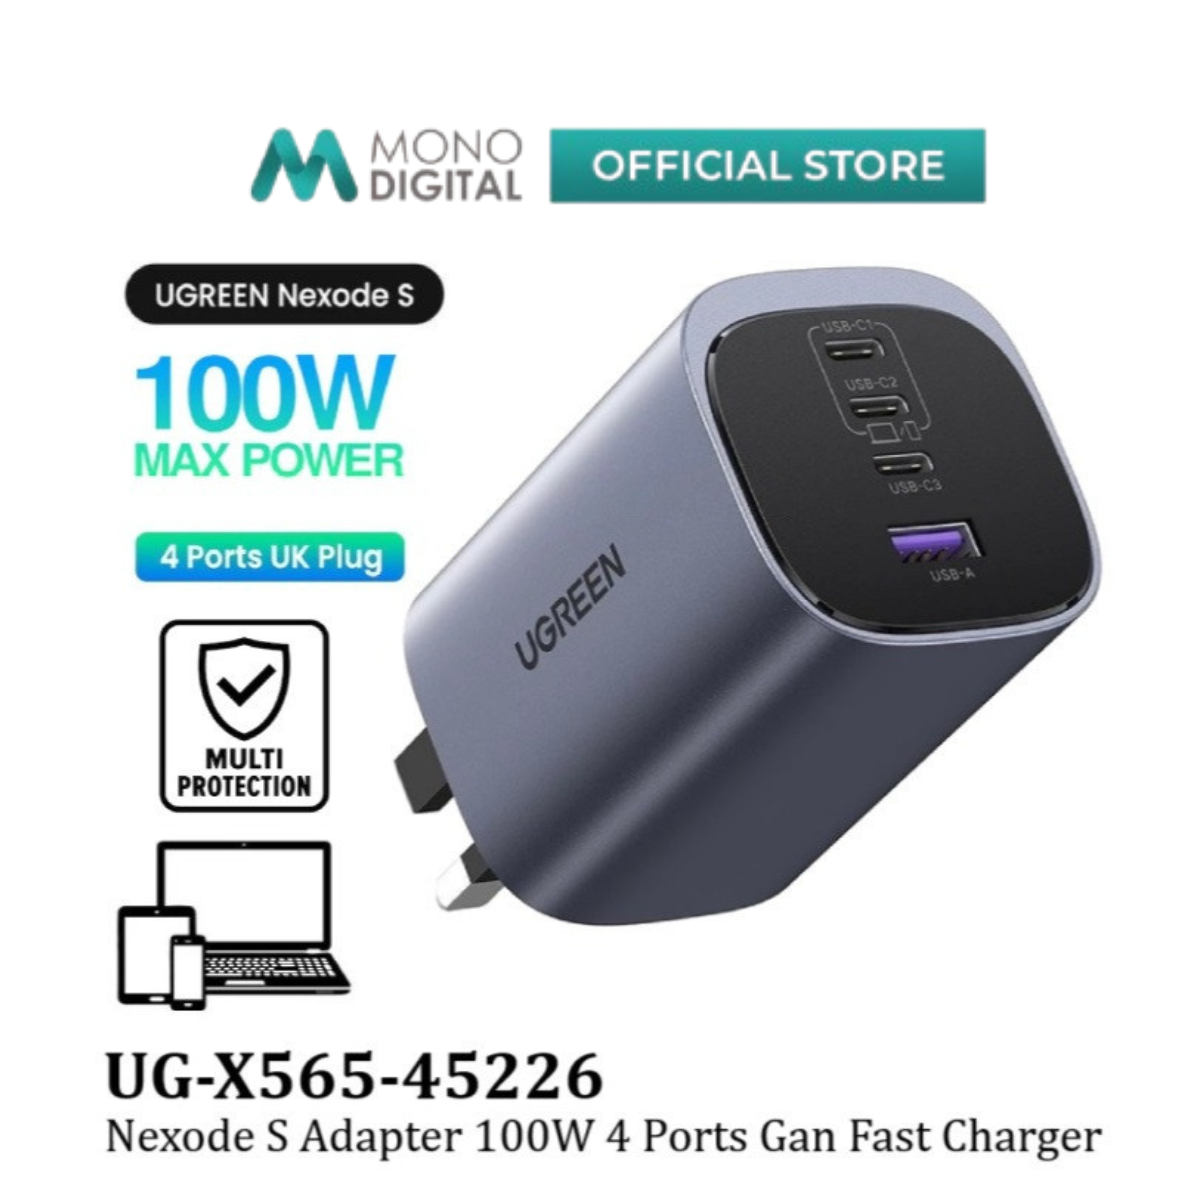 MONO
DIGITAL
OFFICIAL STORE
UGREEN Nexode S
100W
MAX POWER
4 Ports UK Plug
MULTI
PROTECTION
USB-C1
USB-C2
USB-C3
USB-A
UGREEN
UG-X565-45226
Nexode S Adapter 100W 4 Ports Gan Fast Charger